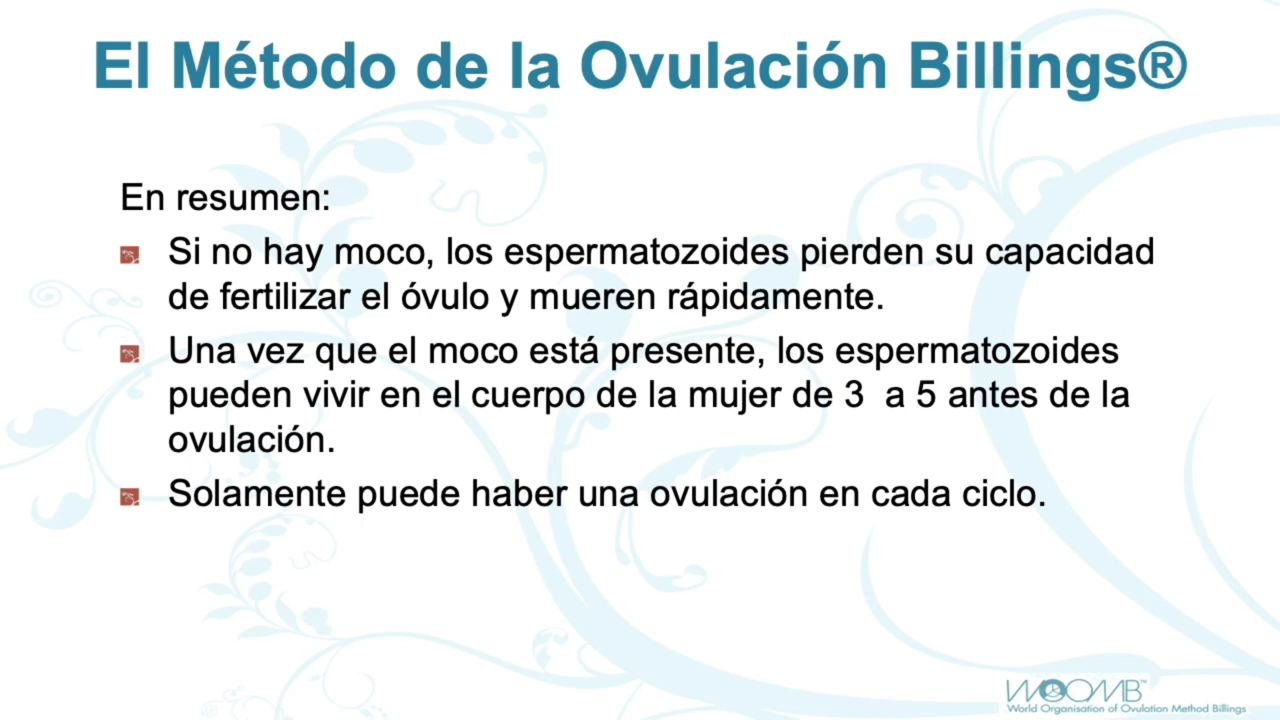 El Método de la Ovulación Billings®
En resumen:
Si no hay moco, los espermatozoides pierden su capacidad
de fertilizar el óvulo y mueren rápidamente.
Una vez que el moco está presente, los espermatozoides
pueden vivir en el cuerpo de la mujer de 3 a 5 antes de la
ovulación.
Solamente puede haber una ovulación en cada ciclo.
WOOMB™
World Organisation of Ovulation Method Billings